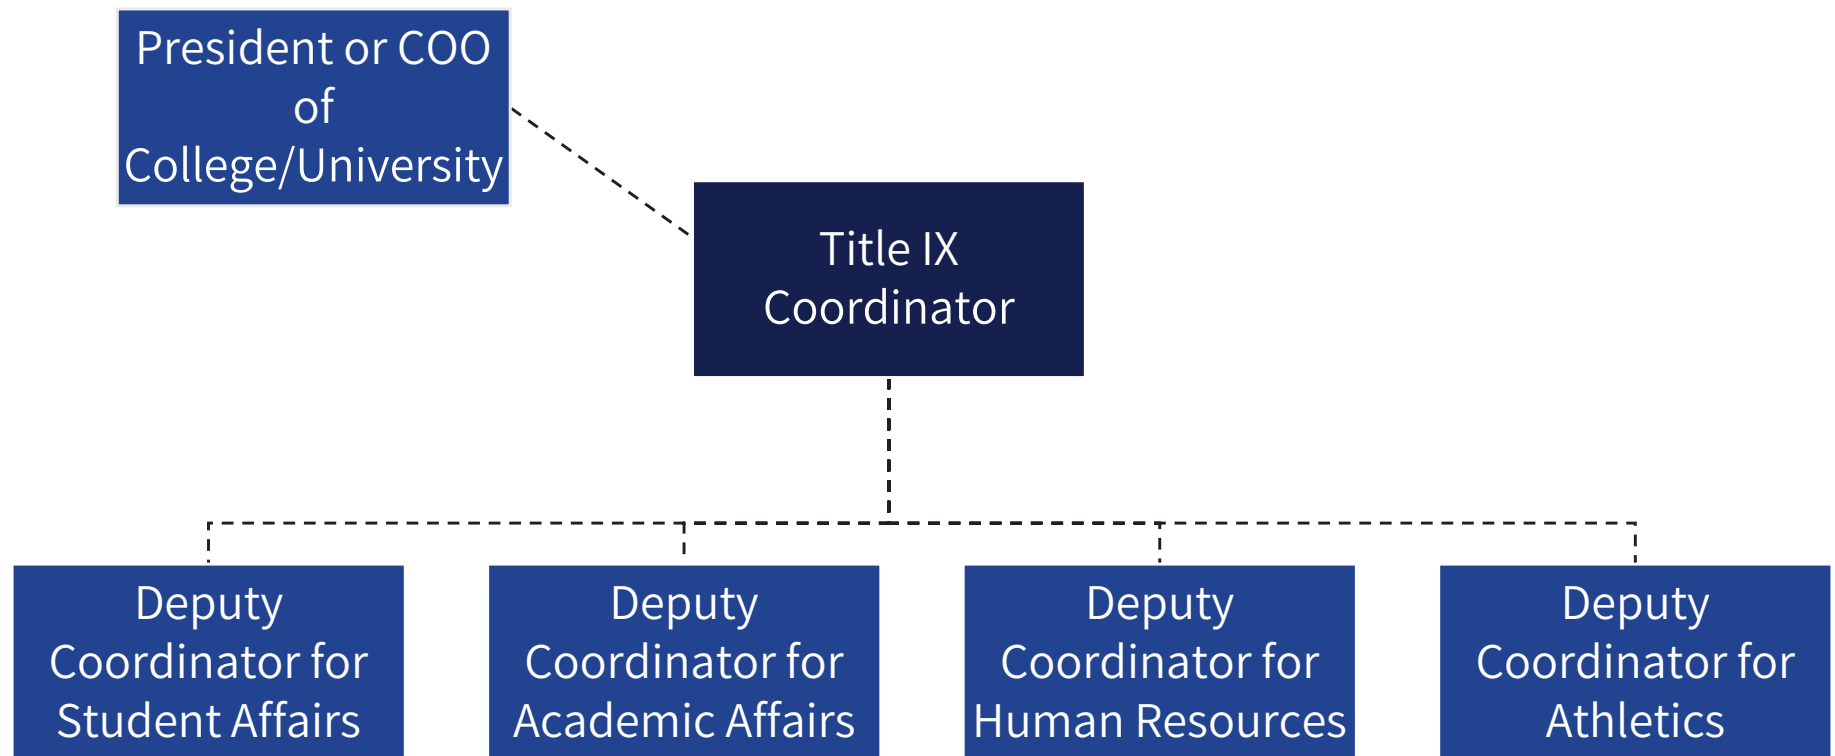 President or COO
of
College/University
Title IX
Coordinator
Deputy
Coordinator for
Student Affairs
Deputy
Coordinator for
Academic Affairs
Deputy
Coordinator for
Human Resources
Deputy
Coordinator for
Athletics